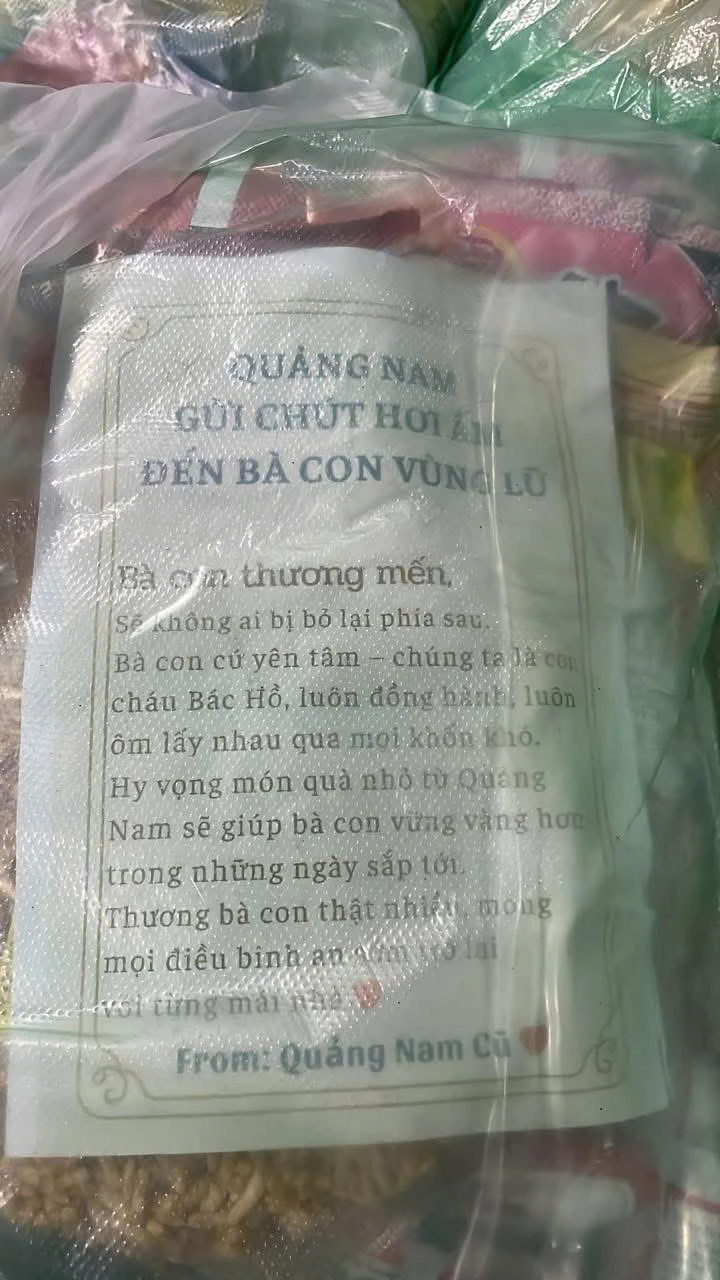 QUẢNG NAM
GỬI CHÚT HƠI ẤM
ĐẾN BÀ CON VÙNG LŨ
Bà con thương mến,
Sẽ không ai bị bỏ lại phía sau.
Bà con cứ yên tâm – chúng ta là con
cháu Bác Hồ, luôn đồng hành, luôn
ôm lấy nhau qua mọi khốn khó.
Hy vọng món quà nhỏ từ Quảng
Nam sẽ giúp bà con vững vàng hơn
trong những ngày sắp tới.
Thương bà con thật nhiều, mong
mọi điều bình an sớm trở lại
với từng mái nhà
From: Quảng Nam Cũ